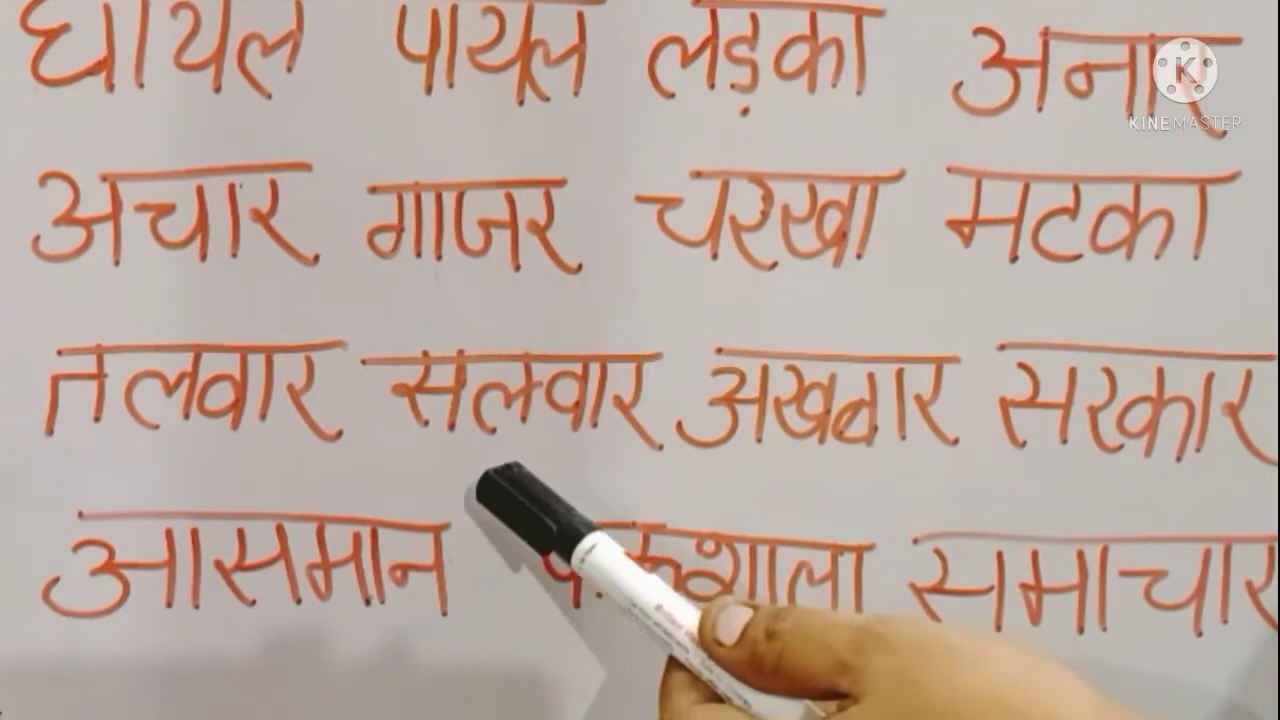 घायल पायल लड़का अनार
अचार गाजर चरखा मटका
तलवार सलवार अखबार सरकार
आसमान समाचार
K
KINEMASTER